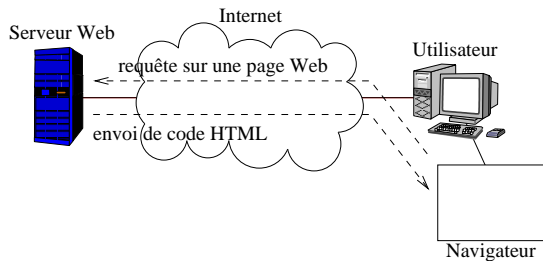 Internet
Serveur Web
Utilisateur
requête sur une page Web
envoi de code HTML
Navigateur